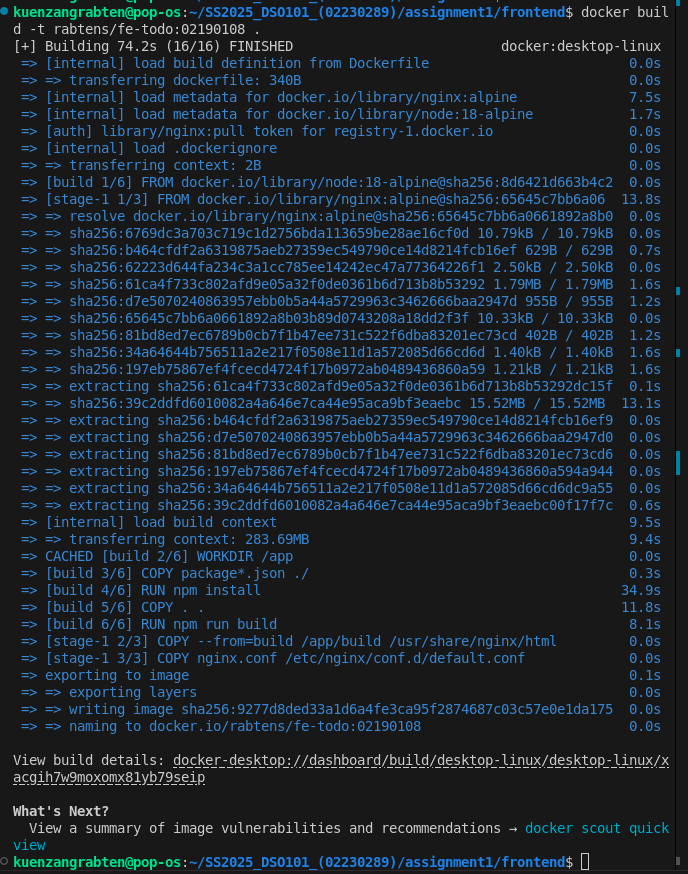 kuenzangrabten@pop-os:~/SS2025_DSO101_(02230289)/assignment1/frontend$ docker buil
d -t rabtens/fe-todo:02190108 .
[+] Building 74.2s (16/16) FINISHED docker:desktop-linux
=> [internal] load build definition from Dockerfile 0.0s
=> => transferring dockerfile: 340B 0.0s
=> [internal] load metadata for docker.io/library/nginx:alpine 7.5s
=> [internal] load metadata for docker.io/library/node:18-alpine 1.7s
=> [auth] library/nginx:pull token for registry-1.docker.io 0.0s
=> [internal] load .dockerignore 0.0s
=> => transferring context: 2B 0.0s
=> [build 1/6] FROM docker.io/library/node:18-alpine@sha256:8d6421d663b4c2 0.0s
=> [stage-1 1/3] FROM docker.io/library/nginx:alpine@sha256:65645c7bb6a06 13.8s
=> => resolve docker.io/library/nginx:alpine@sha256:65645c7bb6a0661892a8b0 0.0s
=> => sha256:6769dc3a703c719c1d2756bda113659be28ae16cf0d 10.79kB / 10.79kB 0.0s
=> => sha256:b464cfdf2a6319875aeb27359ec549790ce14d8214fcb16ef 629B / 629B 0.7s
=> => sha256:62223d644fa234c3a1cc785ee14242ec47a77364226f1 2.50kB / 2.50kB 0.0s
=> => sha256:61ca4f733c802afd9e05a32f0de0361b6d713b8b53292 1.79MB / 1.79MB 1.6s
=> => sha256:d7e5070240863957ebb0b5a44a5729963c3462666baa2947d 955B / 955B 1.2s
=> => sha256:65645c7bb6a0661892a8b03b89d0743208a18dd2f3f 10.33kB / 10.33kB 0.0s
=> => sha256:81bd8ed7ec6789b0cb7f1b47ee731c522f6dba83201ec73cd 402B / 402B 1.2s
=> => sha256:34a64644b756511a2e217f0508e11d1a572085d66cd6d 1.40kB / 1.40kB 1.6s
=> => sha256:197eb75867ef4fcecd4724f17b0972ab0489436860a59 1.21kB / 1.21kB 1.6s
=> => extracting sha256:61ca4f733c802afd9e05a32f0de0361b6d713b8b53292dc15f 0.1s
=> => sha256:39c2ddfd6010082a4a646e7ca44e95aca9bf3eaebc 15.52MB / 15.52MB 13.1s
=> => extracting sha256:b464cfdf2a6319875aeb27359ec549790ce14d8214fcb16ef9 0.0s
=> => extracting sha256:d7e5070240863957ebb0b5a44a5729963c3462666baa2947d0 0.0s
=> => extracting sha256:81bd8ed7ec6789b0cb7f1b47ee731c522f6dba83201ec73cd6 0.0s
=> => extracting sha256:197eb75867ef4fcecd4724f17b0972ab0489436860a594a944 0.0s
=> => extracting sha256:34a64644b756511a2e217f0508e11d1a572085d66cd6dc9a55 0.0s
=> => extracting sha256:39c2ddfd6010082a4a646e7ca44e95aca9bf3eaebc00f17f7c 0.6s
=> [internal] load build context 9.5s
=> => transferring context: 283.69MB 9.4s
=> CACHED [build 2/6] WORKDIR /app 0.0s
=> [build 3/6] COPY package*.json ./ 0.3s
=> [build 4/6] RUN npm install 34.9s
=> [build 5/6] COPY . . 11.8s
=> [build 6/6] RUN npm run build 8.1s
=> [stage-1 2/3] COPY --from=build /app/build /usr/share/nginx/html 0.0s
=> [stage-1 3/3] COPY nginx.conf /etc/nginx/conf.d/default.conf 0.0s
=> exporting to image 0.1s
=> => exporting layers 0.0s
=> => writing image sha256:9277d8ded33a1d6a4fe3ca95f2874687c03c57e0e1da175 0.0s
=> => naming to docker.io/rabten/fe-todo:02190108 0.0s
View build details: docker-desktop://dashboard/build/desktop-linux/desktop-linux/x
acgih7w9moxomx81yb79seip
What's Next?
View a summary of image vulnerabilities and recommendations → docker scout quick
view
kuenzangrabten@pop-os:~/SS2025_DSO101_(02230289)/assignment1/frontend$